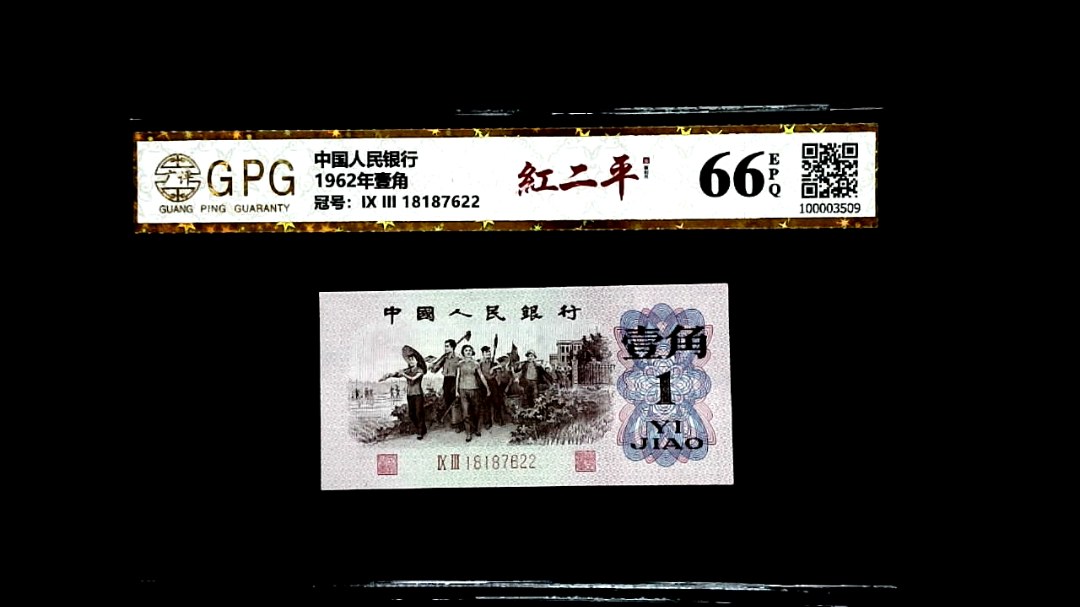 GPG
GUANG PING GUARANTY
中国人民银行
1962年壹角
冠号: IX III 18187622
紅二平
66
EPQ
100003509
中國人民銀行
壹角
1
YI
JIAO
IX III 18187622